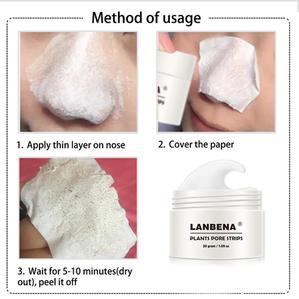 Method of usage
STRIPS
1. Apply thin layer on nose
2. Cover the paper
3. Wait for 5-10 minutes(dry
out), peel it off
LANBENA
PLANTS PORE STRIPS